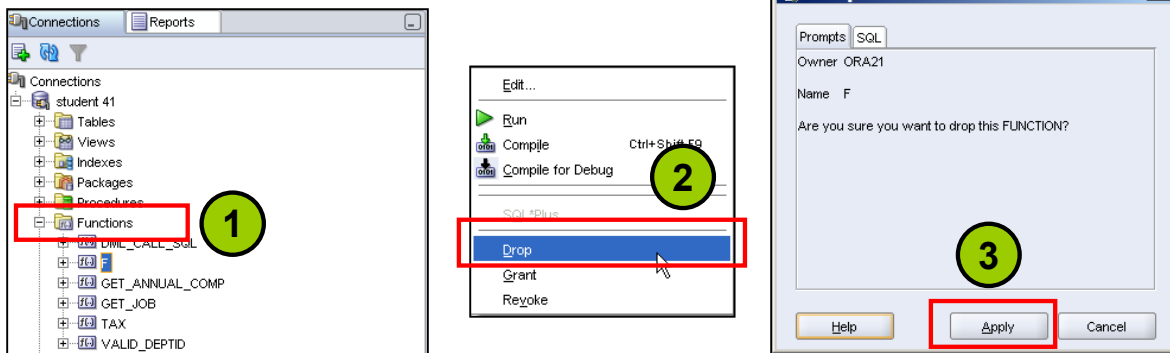 Connections
Reports
Connections
student 41
Tables
Views
Indexes
Packages
Procedures
Functions
1
DML_CALL_SQL
F
GET_ANNUAL_COMP
GET_JOB
TAX
VALID_DEPTID
Edit...
Run
Compile Ctrl+Shift-F9
Compile for Debug
2
SQL*Plus
Drop
Grant
Revoke
Prompts SQL
Owner ORA21
Name F
Are you sure you want to drop this FUNCTION?
3
Help Apply Cancel